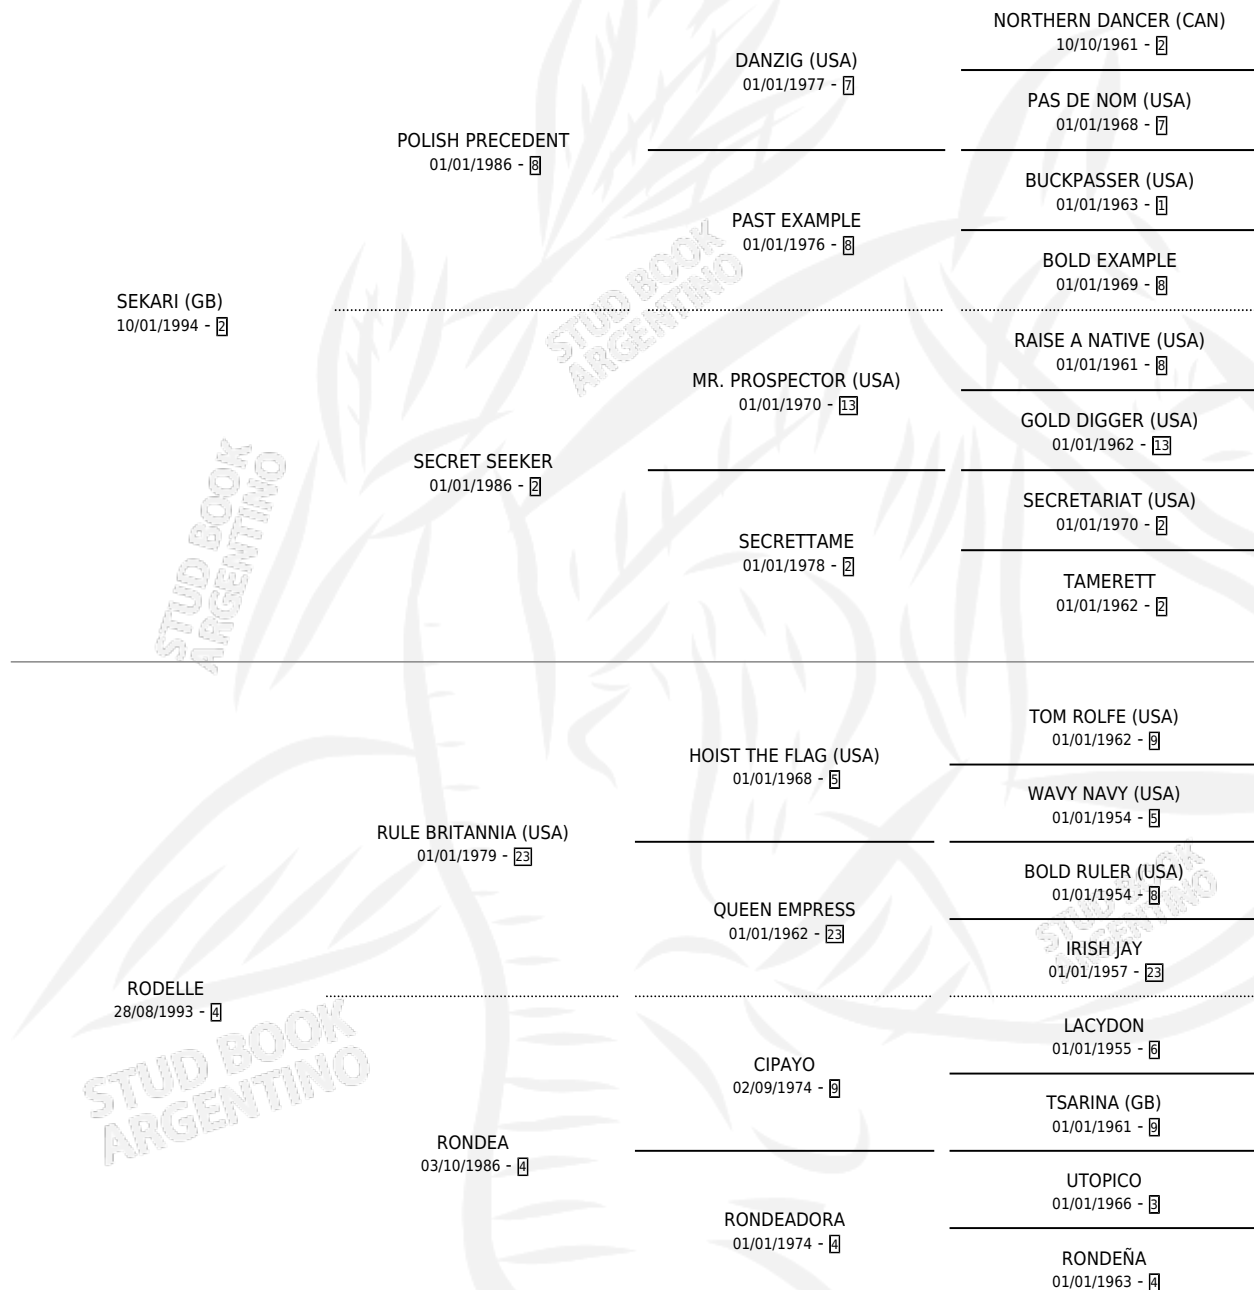 NORTHERN DANCER (CAN)
10/10/1961 - 2
DANZIG (USA)
01/01/1977 - 7
PAS DE NOM (USA)
01/01/1968 - 7
POLISH PRECEDENT
01/01/1986 - 8
BUCKPASSER (USA)
01/01/1963 - 1
PAST EXAMPLE
01/01/1976 - 8
BOLD EXAMPLE
01/01/1969 - 8
SEKARI (GB)
10/01/1994 - 2
RAISE A NATIVE (USA)
01/01/1961 - 8
MR. PROSPECTOR (USA)
01/01/1970 - 13
GOLD DIGGER (USA)
01/01/1962 - 13
SECRET SEEKER
01/01/1986 - 2
SECRETARIAT (USA)
01/01/1970 - 2
SECRETTAME
01/01/1978 - 2
TAMERETT
01/01/1962 - 2
TOM ROLFE (USA)
01/01/1962 - 9
HOIST THE FLAG (USA)
01/01/1968 - 5
WAVY NAVY (USA)
01/01/1954 - 5
RULE BRITANNIA (USA)
01/01/1979 - 23
BOLD RULER (USA)
01/01/1954 - 8
QUEEN EMPRESS
01/01/1962 - 23
IRISH JAY
01/01/1957 - 23
RODELLE
28/08/1993 - 4
LACYDON
01/01/1955 - 6
CIPAYO
02/09/1974 - 9
TSARINA (GB)
01/01/1961 - 9
RONDEA
03/10/1986 - 4
UTOPICO
01/01/1966 - 3
RONDEADORA
01/01/1974 - 4
RONDEÑA
01/01/1963 - 4
STUD BOOK
ARGENTINO
STUD BOOK
ARGENTINO
STUD BOOK
ARGENTINO
STUD BOOK
ARGENTINO